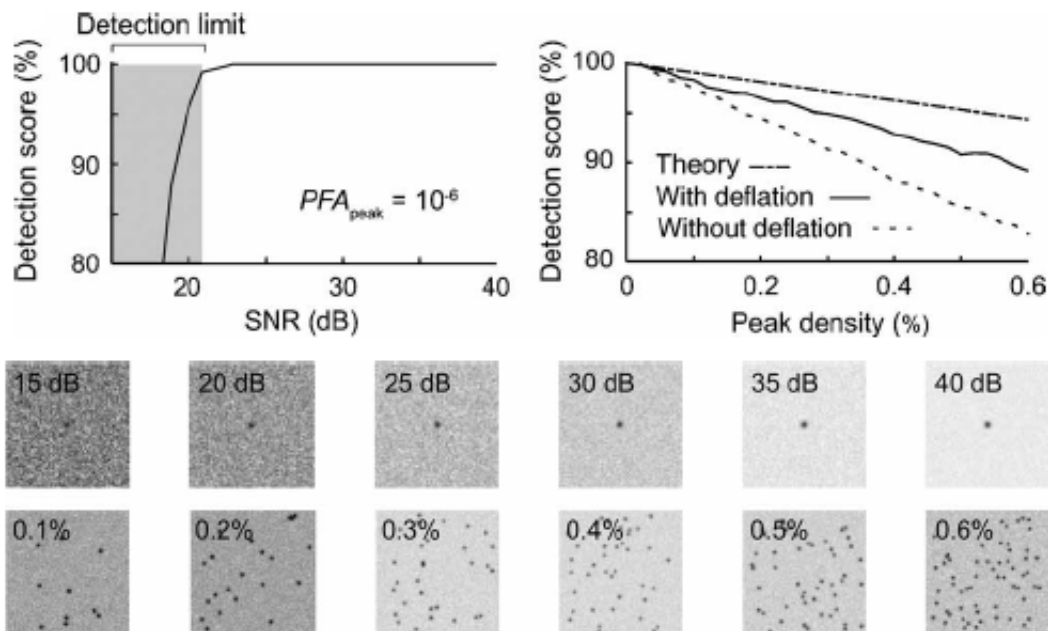 Detection limit
Detection score (%)
100
90
80
20
30
40
SNR (dB)
PFA_peak = 10^-6
Detection score (%)
100
90
80
Theory
With deflation
Without deflation
0
0.2
0.4
0.6
Peak density (%)
15 dB
20 dB
25 dB
30 dB
35 dB
40 dB
0.1%
0.2%
0.3%
0.4%
0.5%
0.6%